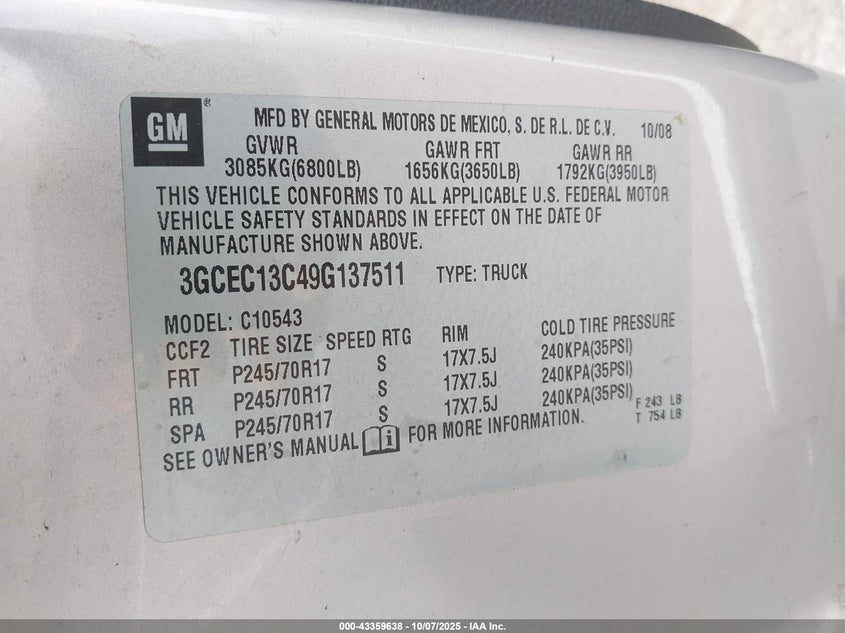 GM ® MFD BY GENERAL MOTORS DE MEXICO, S. DE R.L. DE C.V. 10/08
GVWR GAWR FRT GAWR RR
3085KG(6800LB) 1656KG(3650LB) 1792KG(3950LB)
THIS VEHICLE CONFORMS TO ALL APPLICABLE U.S. FEDERAL MOTOR
VEHICLE SAFETY STANDARDS IN EFFECT ON THE DATE OF
MANUFACTURE SHOWN ABOVE.
3GCEC13C49G137511 TYPE: TRUCK
MODEL: C10543
CCF2 TIRE SIZE SPEED RTG RIM COLD TIRE PRESSURE
FRT P245/70R17 S 17X7.5J 240KPA(35PSI)
RR P245/70R17 S 17X7.5J 240KPA(35PSI)
SPA P245/70R17 S 17X7.5J 240KPA(35PSI) F 243 LB
T 754 LB
SEE OWNER'S MANUAL i FOR MORE INFORMATION.
000-43359638 - 10/07/2025 - IAA Inc.